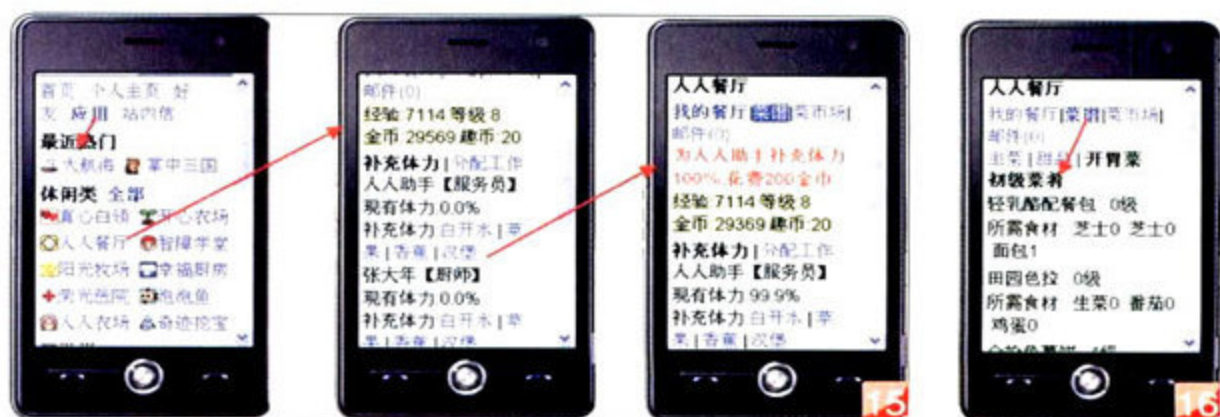 首页 个人主页 好
友 应用 站内信
最近热门
大航海 掌中三国
休闲类 全部
真心白领 开心农场
人人餐厅 智障学堂
阳光牧场 幸福厨房
荣光医院 泡泡鱼
人人农场 奇迹挖宝
邮件(0)
经验 7114 等级 8
金币 29569 趣币:20
补充体力|分配工作
人人助手【服务员】
现有体力 0.0%
补充体力 白开水|草
果|香蕉|汉堡
张大年【厨师】
现有体力 0.0%
补充体力 白开水|草
果|香蕉|汉堡
人人餐厅
我的餐厅|菜谱|菜市场|
邮件(0)
为人人助手补充体力
100%,花费200金币
经验 7114 等级 8
金币 29369 趣币:20
补充体力|分配工作
人人助手【服务员】
现有体力 99.9%
补充体力 白开水|草
果|香蕉|汉堡
15
人人餐厅
我的餐厅|菜谱|菜市场|
邮件(0)
主菜|甜品|开胃菜
初级菜肴
轻乳酪配餐包 0级
所需食材 芝士0 芝士0
面包1
田园色拉 0级
所需食材 生菜0 番茄0
鸡蛋0
16